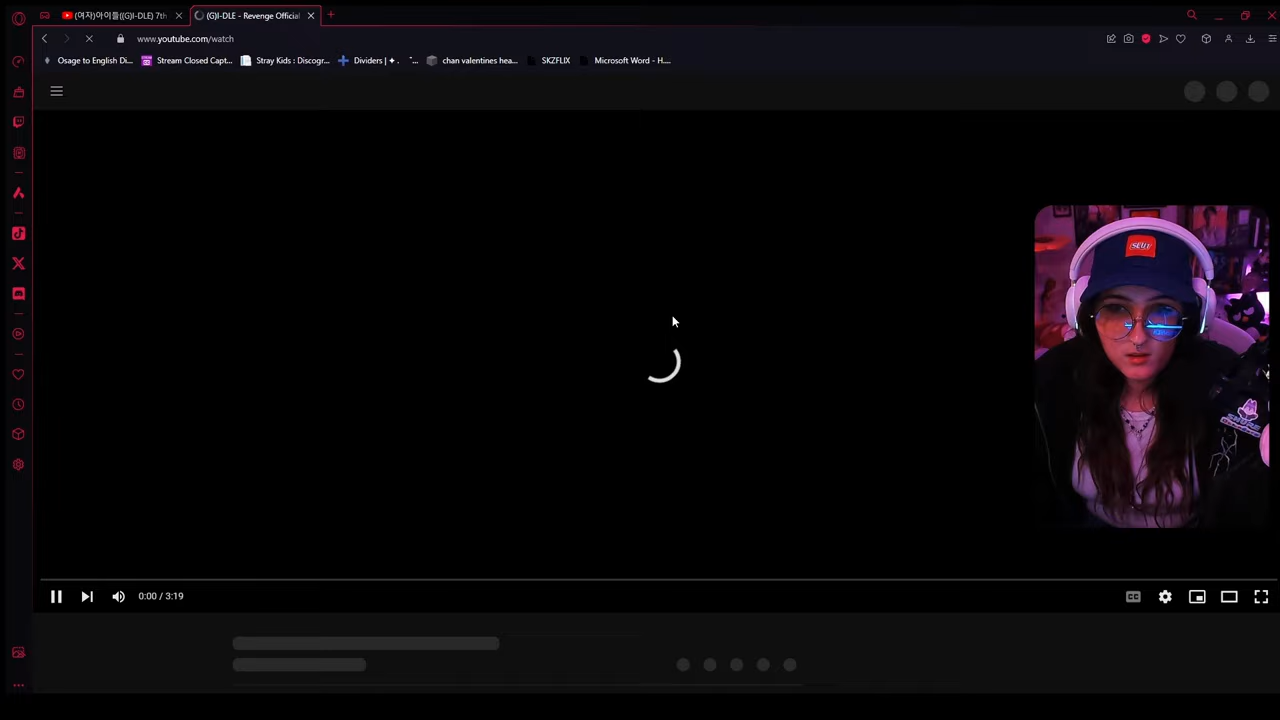 (여자)아이들((G)I-DLE) 7th
(G)I-DLE - Revenge Official
www.youtube.com/watch
Osage to English Di...
Stream Closed Capt...
Stray Kids : Discogr...
Dividers | ✦ .
chan valentines hea...
SKZFLIX
Microsoft Word - H....
0:00 / 3:19
CC